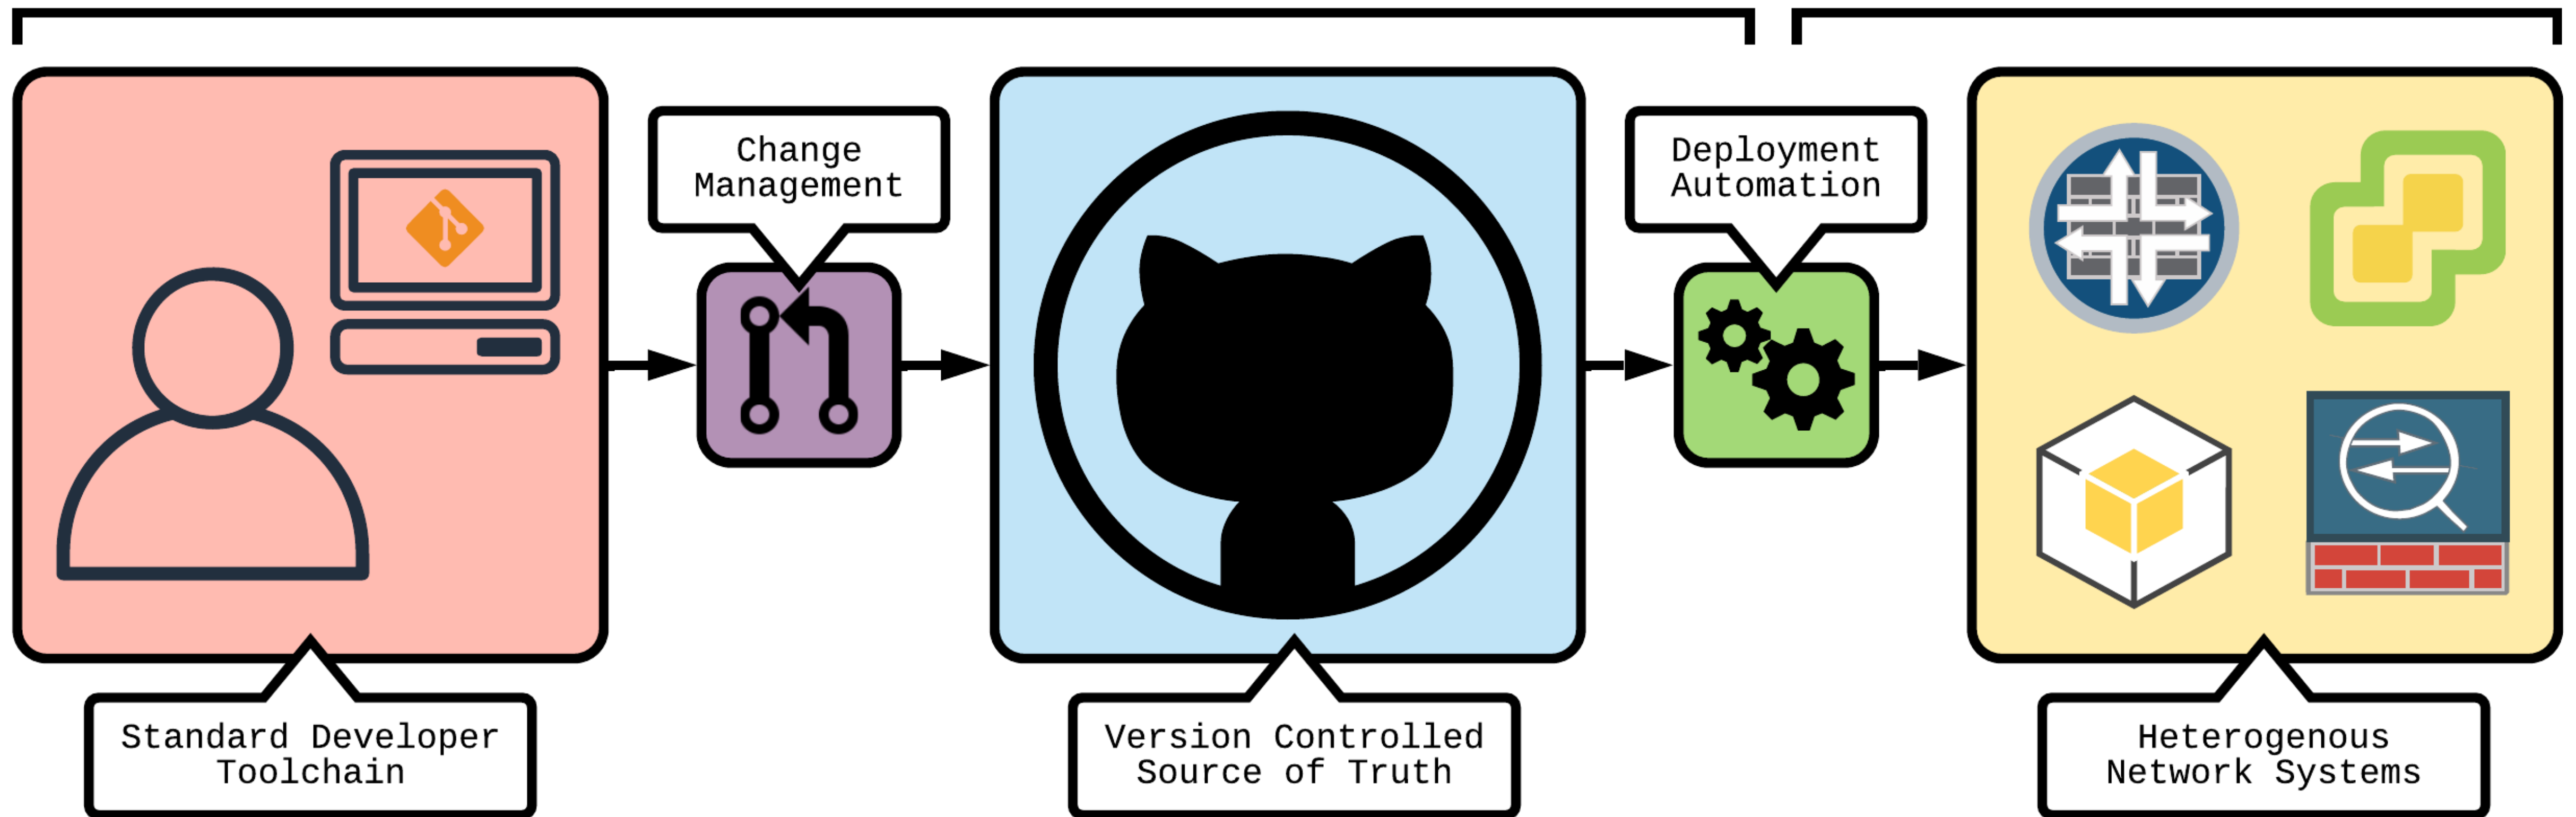 Change
Management
Deployment
Automation
Standard Developer
Toolchain
Version Controlled
Source of Truth
Heterogenous
Network Systems